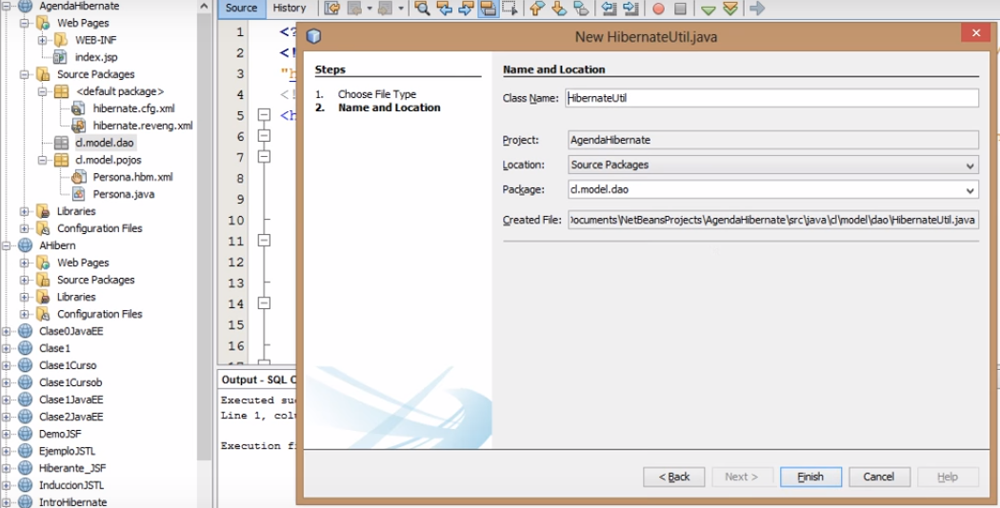 AgendaHibernate
Web Pages
WEB-INF
index.jsp
Source Packages
<default package>
hibernate.cfg.xml
hibernate.reveng.xml
cl.model.dao
cl.model.pojos
Persona.hbm.xml
Persona.java
Libraries
Configuration Files
AHibern
Web Pages
Source Packages
Libraries
Configuration Files
Clase0JavaEE
Clase1
Clase1Curso
Clase1Cursob
Clase1JavaEE
Clase2JavaEE
DemoJSF
EjemploJSTL
Hiberante_JSF
InduccionJSTL
IntroHibernate
Source History
1 <?
2 <!
3 "h
4 <!
5 <h
6
7
8
9
10
11
12
13
14
15
16
Output - SQL C
Executed suc
Line 1, colu
Execution f
New HibernateUtil.java
Steps
1. Choose File Type
2. Name and Location
Name and Location
Class Name: HibernateUtil
Project: AgendaHibernate
Location: Source Packages
Package: cl.model.dao
Created File: Documents\NetBeansProjects\AgendaHibernate\src\java\cl\model\dao\HibernateUtil.java
< Back Next > Finish Cancel Help